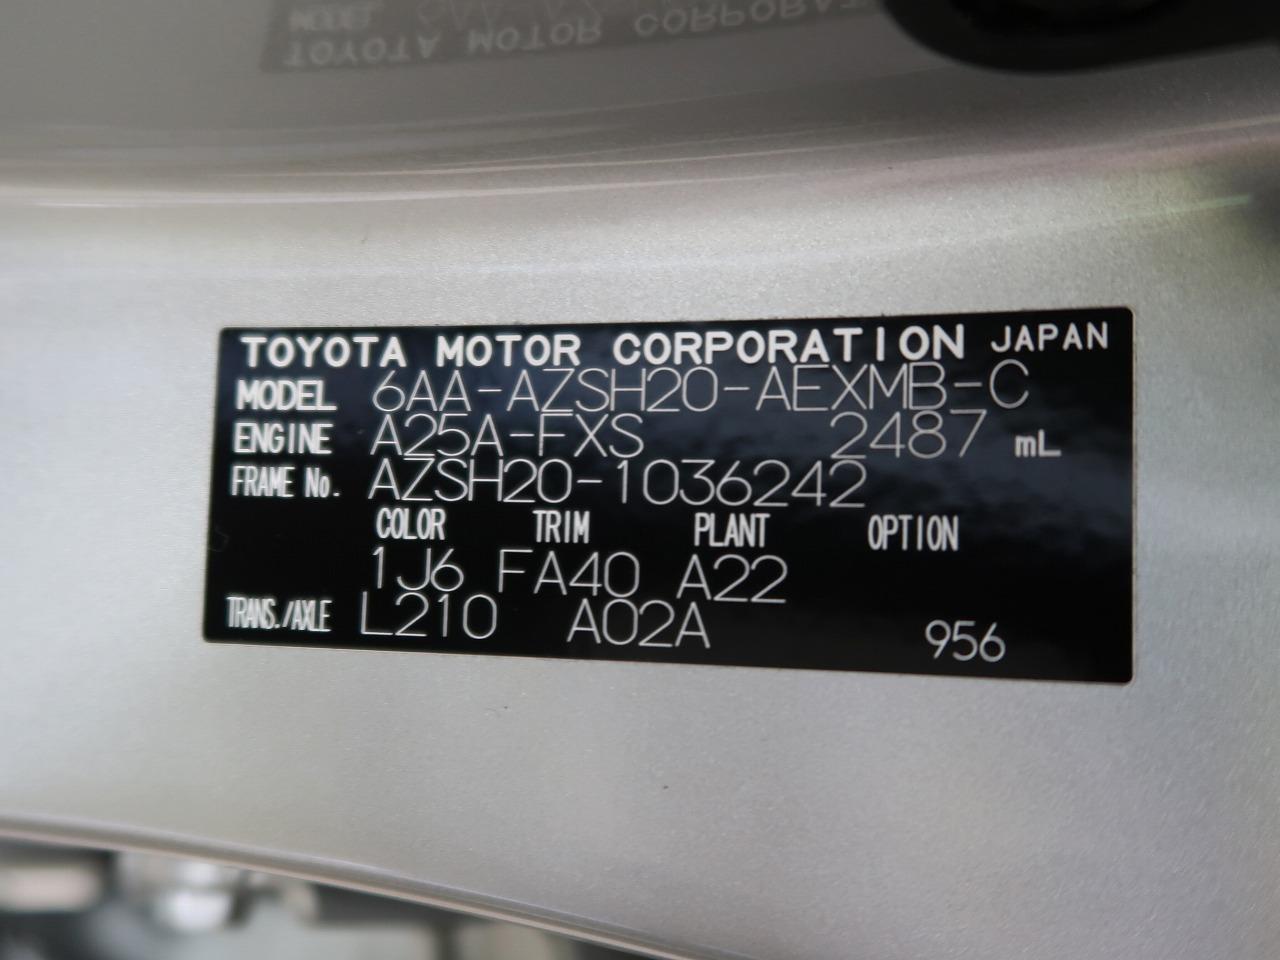 TOYOTA MOTOR CORPORATION JAPAN
MODEL 6AA-AZSH20-AEXMB-C
ENGINE A25A-FXS 2487 mL
FRAME No. AZSH20-1036242
COLOR TRIM PLANT OPTION
1J6 FA40 A22
TRANS./AXLE L210 A02A 956